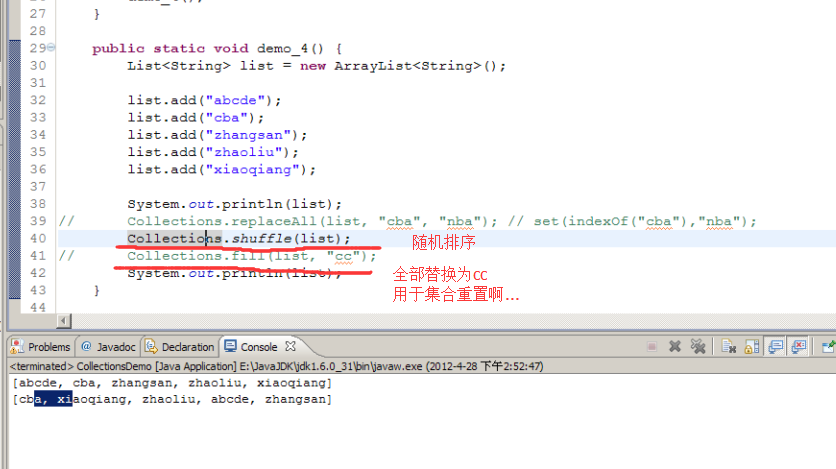 26 demo_4();
27 }
28
29 public static void demo_4() {
30 List<String> list = new ArrayList<String>();
31
32 list.add("abcde");
33 list.add("cba");
34 list.add("zhangsan");
35 list.add("zhaoliu");
36 list.add("xiaoqiang");
37
38 System.out.println(list);
39 // Collections.replaceAll(list, "cba", "nba"); // set(indexOf("cba"),"nba");
40 Collections.shuffle(list); 随机排序
41 // Collections.fill(list, "cc");
42 System.out.println(list); 全部替换为cc
43 } 用于集合重置啊...
44
Problems Javadoc Declaration Console
<terminated> CollectionsDemo [Java Application] E:\JavaJDK\jdk1.6.0_31\bin\javaw.exe (2012-4-28 下午2:52:47)
[abcde, cba, zhangsan, zhaoliu, xiaoqiang]
[cba, xiaoqiang, zhaoliu, abcde, zhangsan]